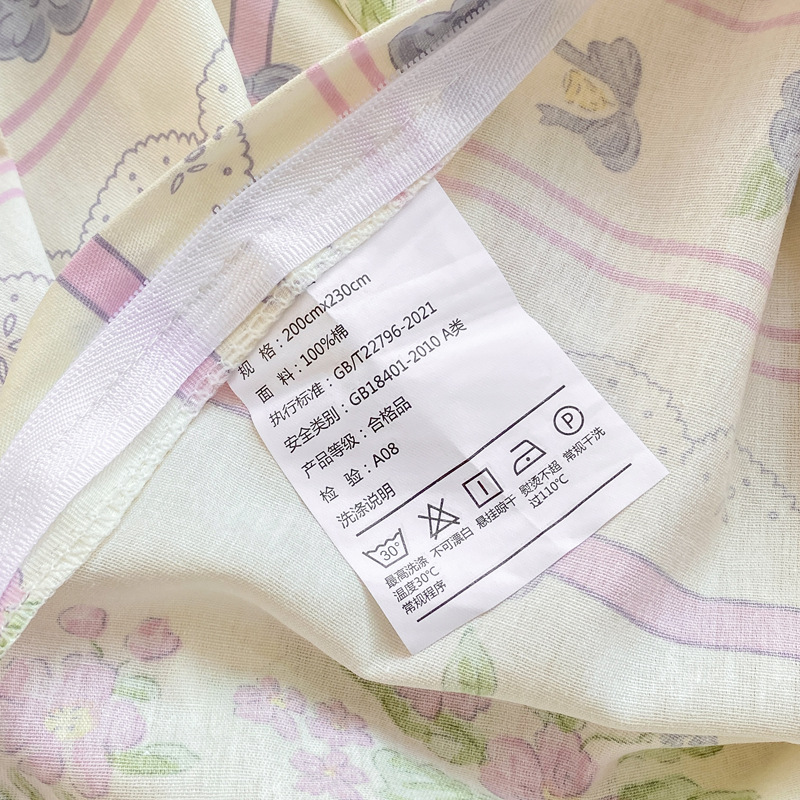 规 格：200cmx230cm
面 料：100%棉
执行标准：GB/T22796-2021
安全类别：GB18401-2010 A类
产品等级：合格品
检 验：A08
洗涤说明
30°
P
最高洗涤
温度30℃
常规程序
不可漂白
悬挂晾干
熨烫不超
过110℃
常规干洗